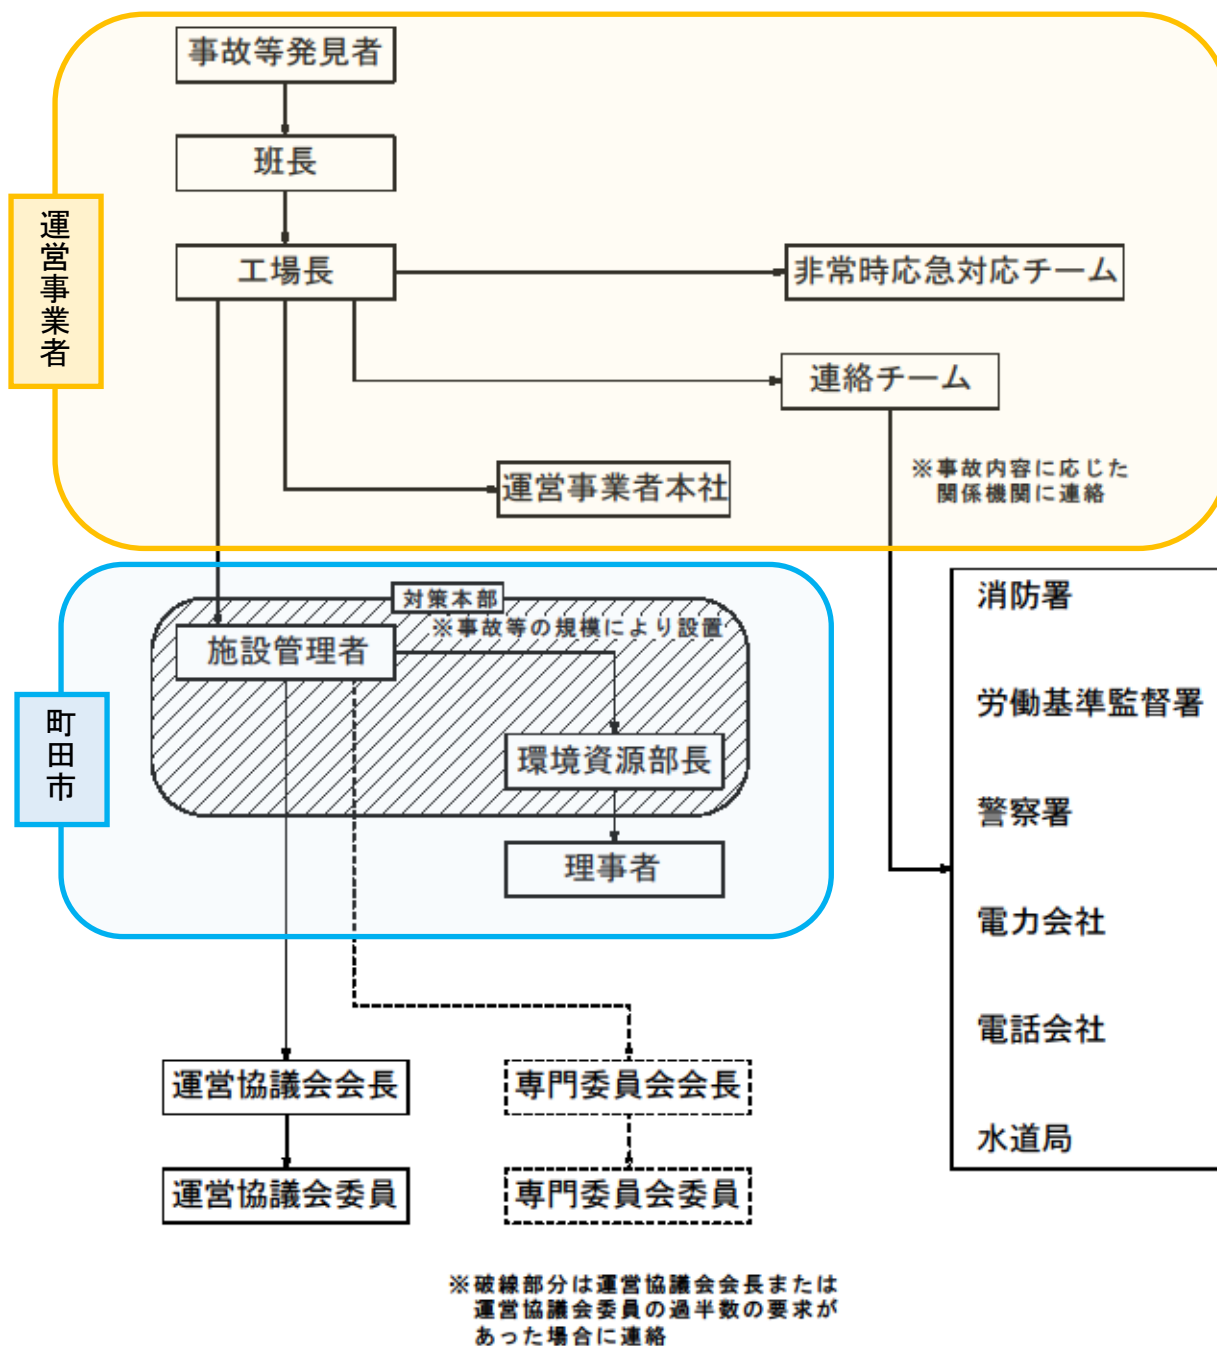 事故等発見者
班長
運営事業者
工場長
非常時応急対応チーム
連絡チーム
※事故内容に応じた
関係機関に連絡
運営事業者本社
対策本部
※事故等の規模により設置
施設管理者
町田市
環境資源部長
理事者
消防署
労働基準監督署
警察署
電力会社
電話会社
水道局
運営協議会会長
専門委員会会長
運営協議会委員
専門委員会委員
※破線部分は運営協議会会長または
運営協議会委員の過半数の要求が
あった場合に連絡